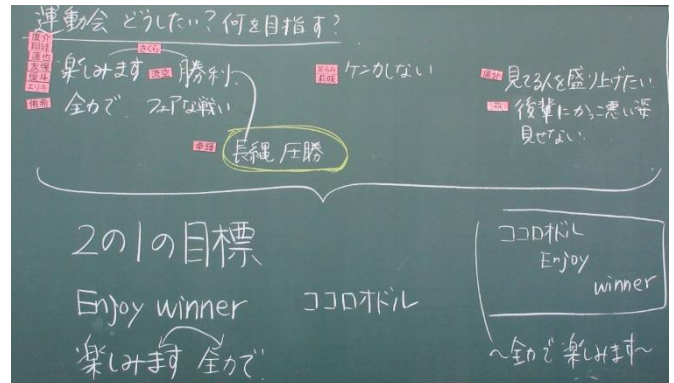 運動会 どうしたい？何を目指す？
楽しみます 勝利
さくら
ケンカしない
見てる人を盛り上げたい
全力で フェアな戦い
後輩にかっこ悪い姿
見せない
長縄 圧勝
2の1の目標
Enjoy winner ココロオドル
楽しみます 全力で
ココロオドル
Enjoy
winner
～全力で楽しみます～